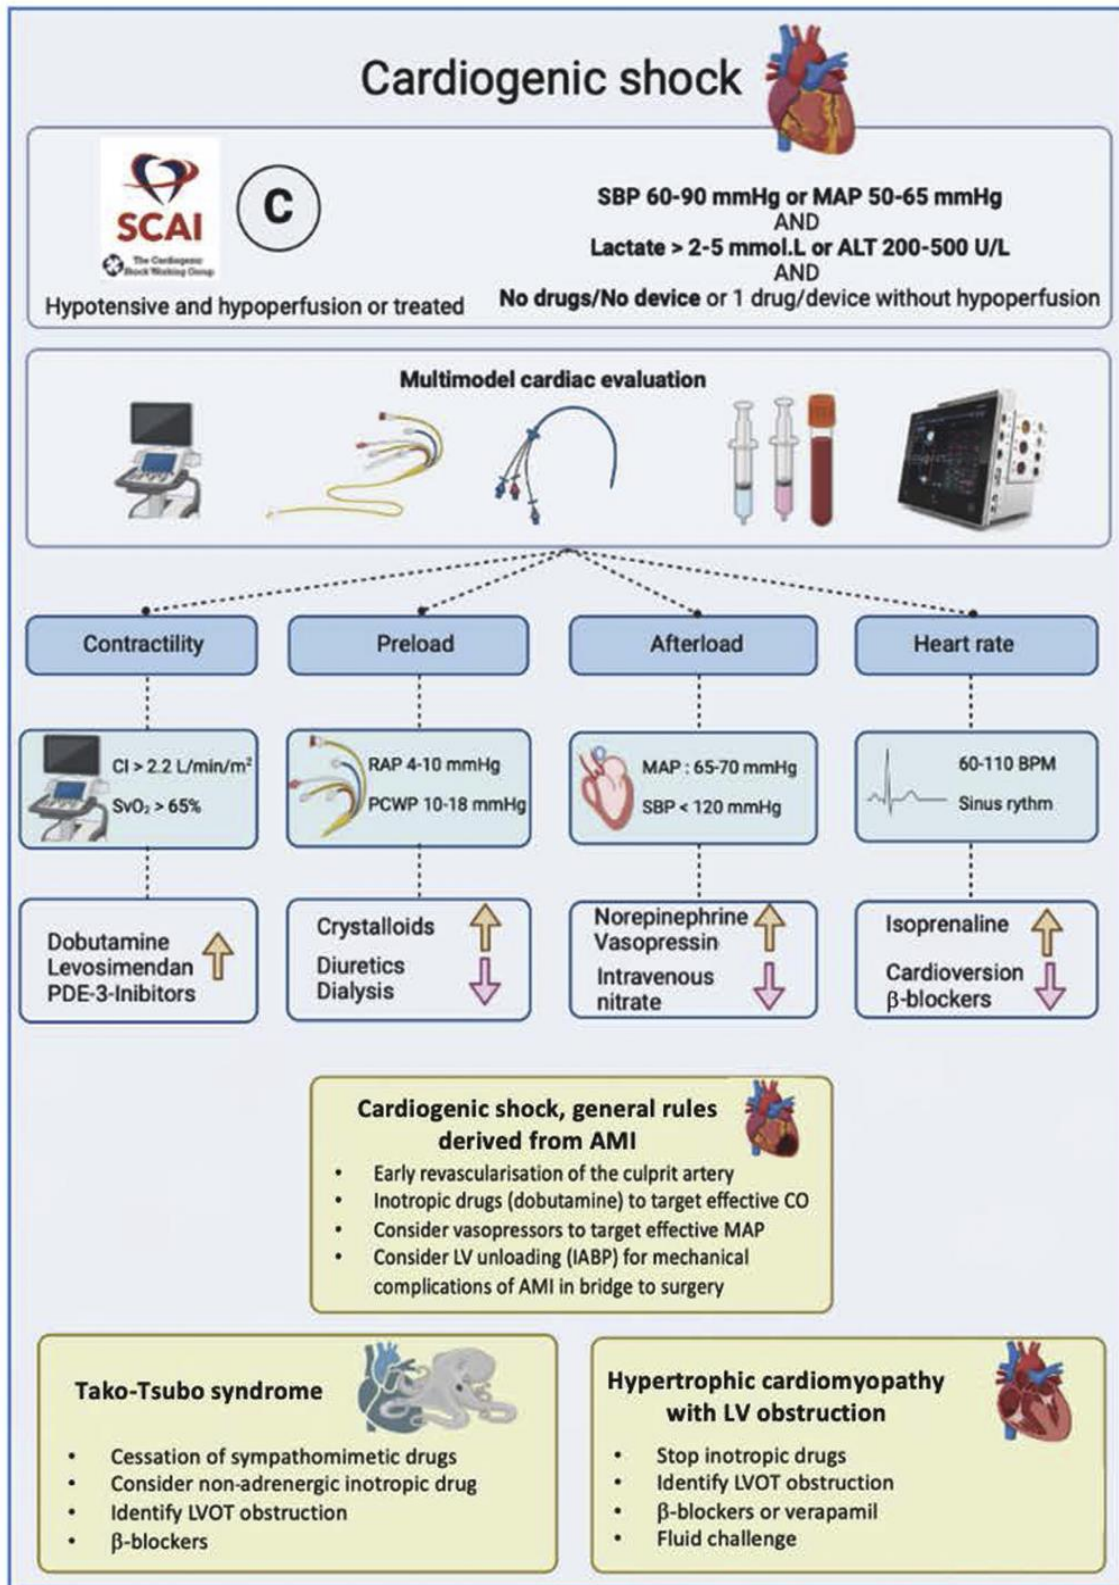 Cardiogenic shock
SCAI
The Cardiogenic
Shock Working Group
C
Hypotensive and hypoperfusion or treated
SBP 60-90 mmHg or MAP 50-65 mmHg
AND
Lactate > 2-5 mmol.L or ALT 200-500 U/L
AND
No drugs/No device or 1 drug/device without hypoperfusion
Multimodel cardiac evaluation
Contractility
Preload
Afterload
Heart rate
CI > 2.2 L/min/m²
SvO₂ > 65%
RAP 4-10 mmHg
PCWP 10-18 mmHg
MAP : 65-70 mmHg
SBP < 120 mmHg
60-110 BPM
Sinus rythm
Dobutamine
Levosimendan
PDE-3-Inibitors
Crystalloids
Diuretics
Dialysis
Norepinephrine
Vasopressin
Intravenous
nitrate
Isoprenaline
Cardioversion
β-blockers
Cardiogenic shock, general rules
derived from AMI
• Early revascularisation of the culprit artery
• Inotropic drugs (dobutamine) to target effective CO
• Consider vasopressors to target effective MAP
• Consider LV unloading (IABP) for mechanical
complications of AMI in bridge to surgery
Tako-Tsubo syndrome
• Cessation of sympathomimetic drugs
• Consider non-adrenergic inotropic drug
• Identify LVOT obstruction
• β-blockers
Hypertrophic cardiomyopathy
with LV obstruction
• Stop inotropic drugs
• Identify LVOT obstruction
• β-blockers or verapamil
• Fluid challenge